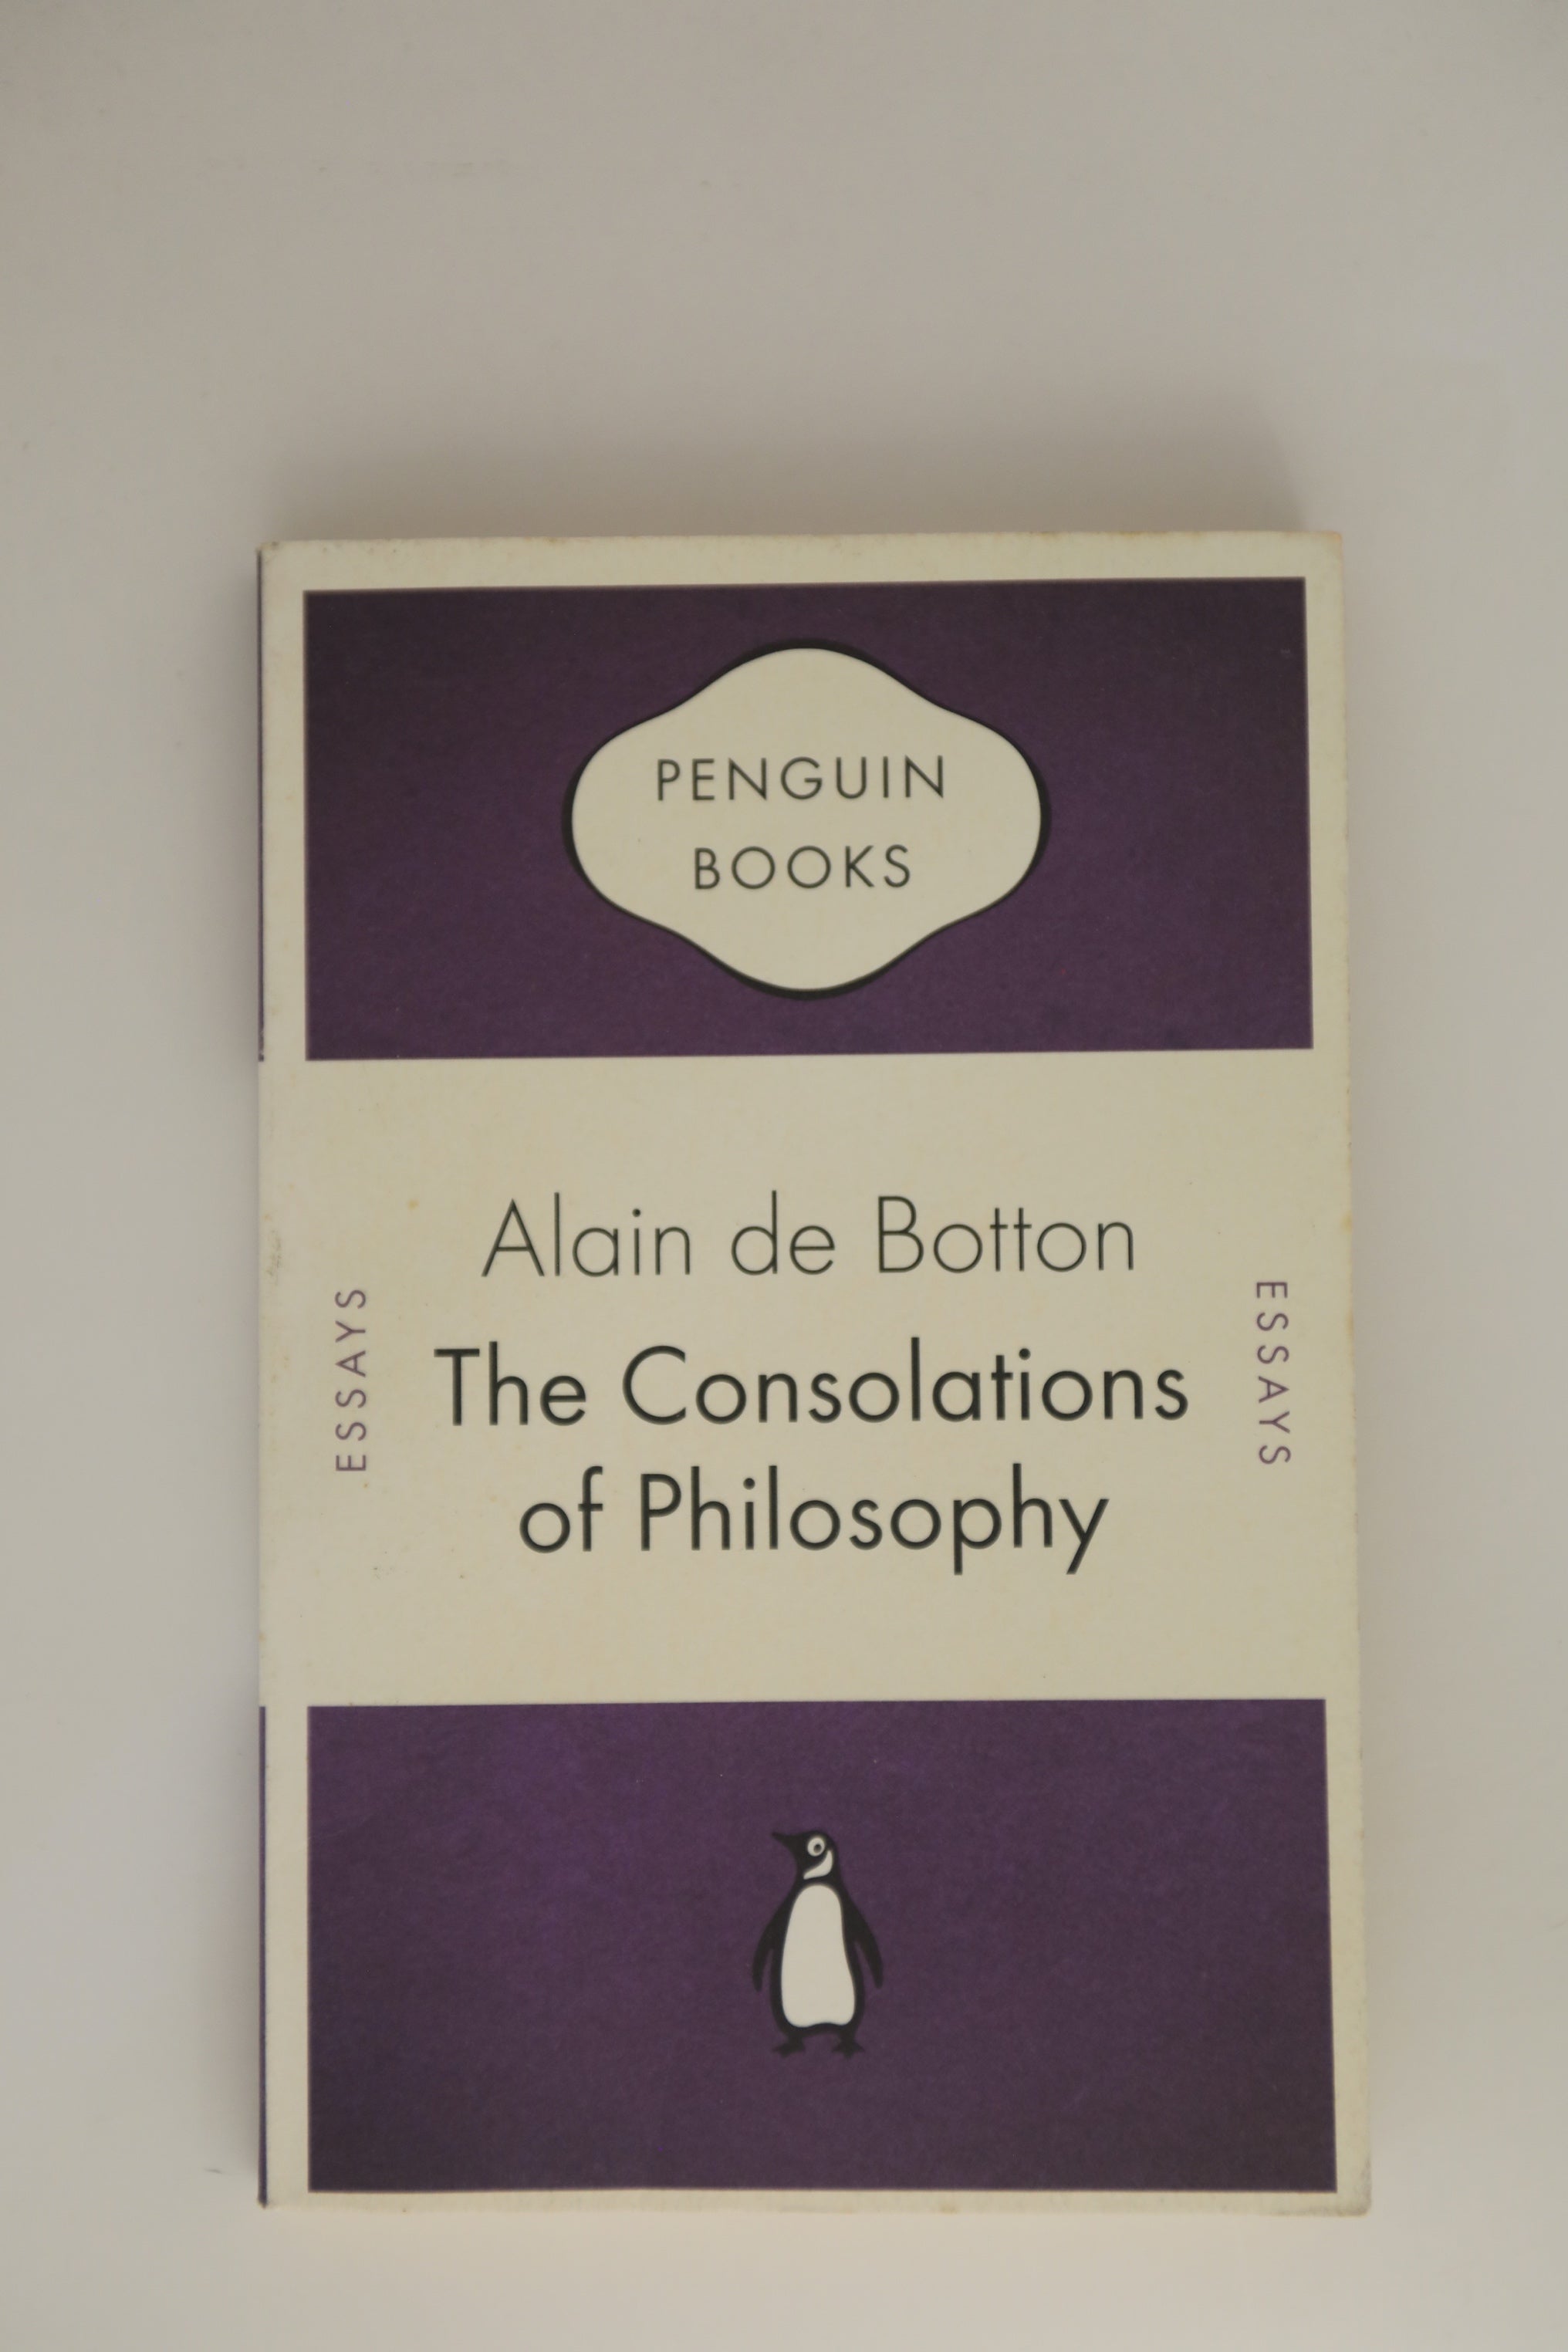 PENGUIN
BOOKS
Alain de Botton
The Consolations
of Philosophy
ESSAYS
ESSAYS